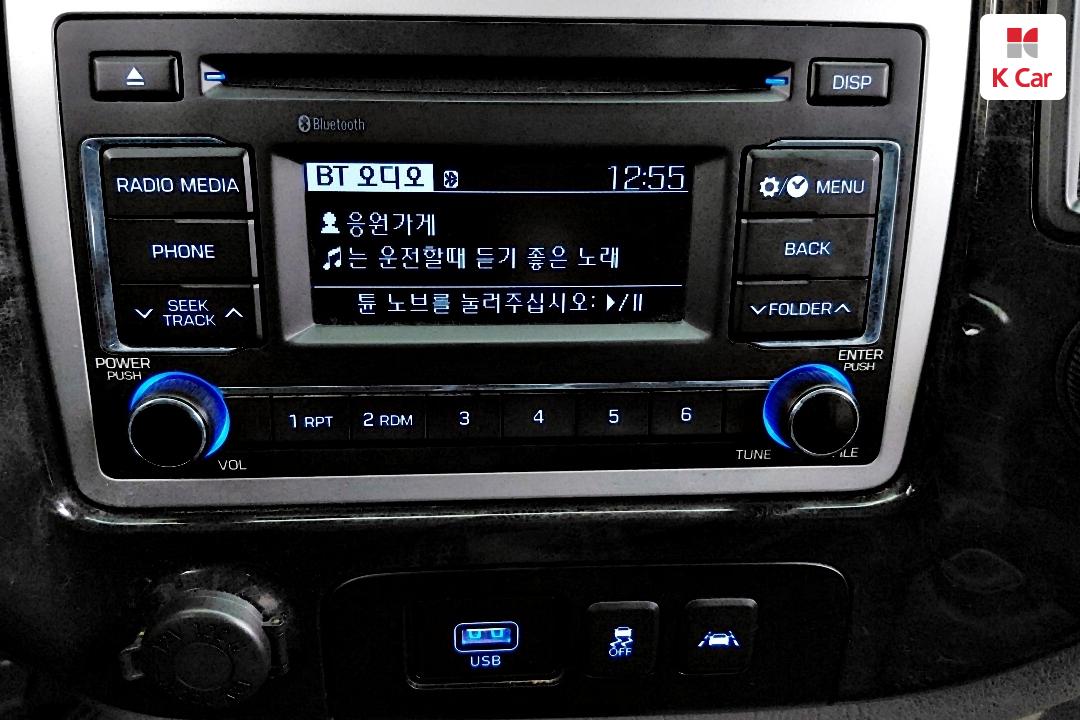 K Car
DISP
Bluetooth
RADIO MEDIA
PHONE
SEEK
TRACK
BT 오디오 12:55
응원가게
는 운전할때 듣기 좋은 노래
튠 노브를 눌러주십시오: /
/ MENU
BACK
FOLDER
POWER
PUSH
VOL
1 RPT 2 RDM 3 4 5 6
ENTER
PUSH
TUNE
USB
OFF